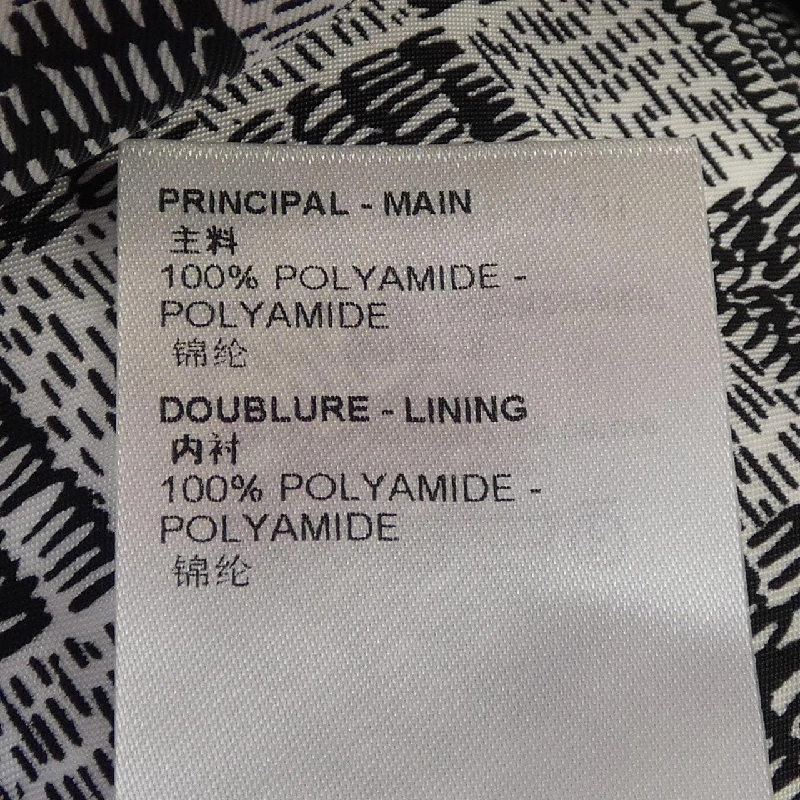 PRINCIPAL - MAIN
主料
100% POLYAMIDE -
POLYAMIDE
锦纶
DOUBLURE - LINING
内衬
100% POLYAMIDE -
POLYAMIDE
锦纶